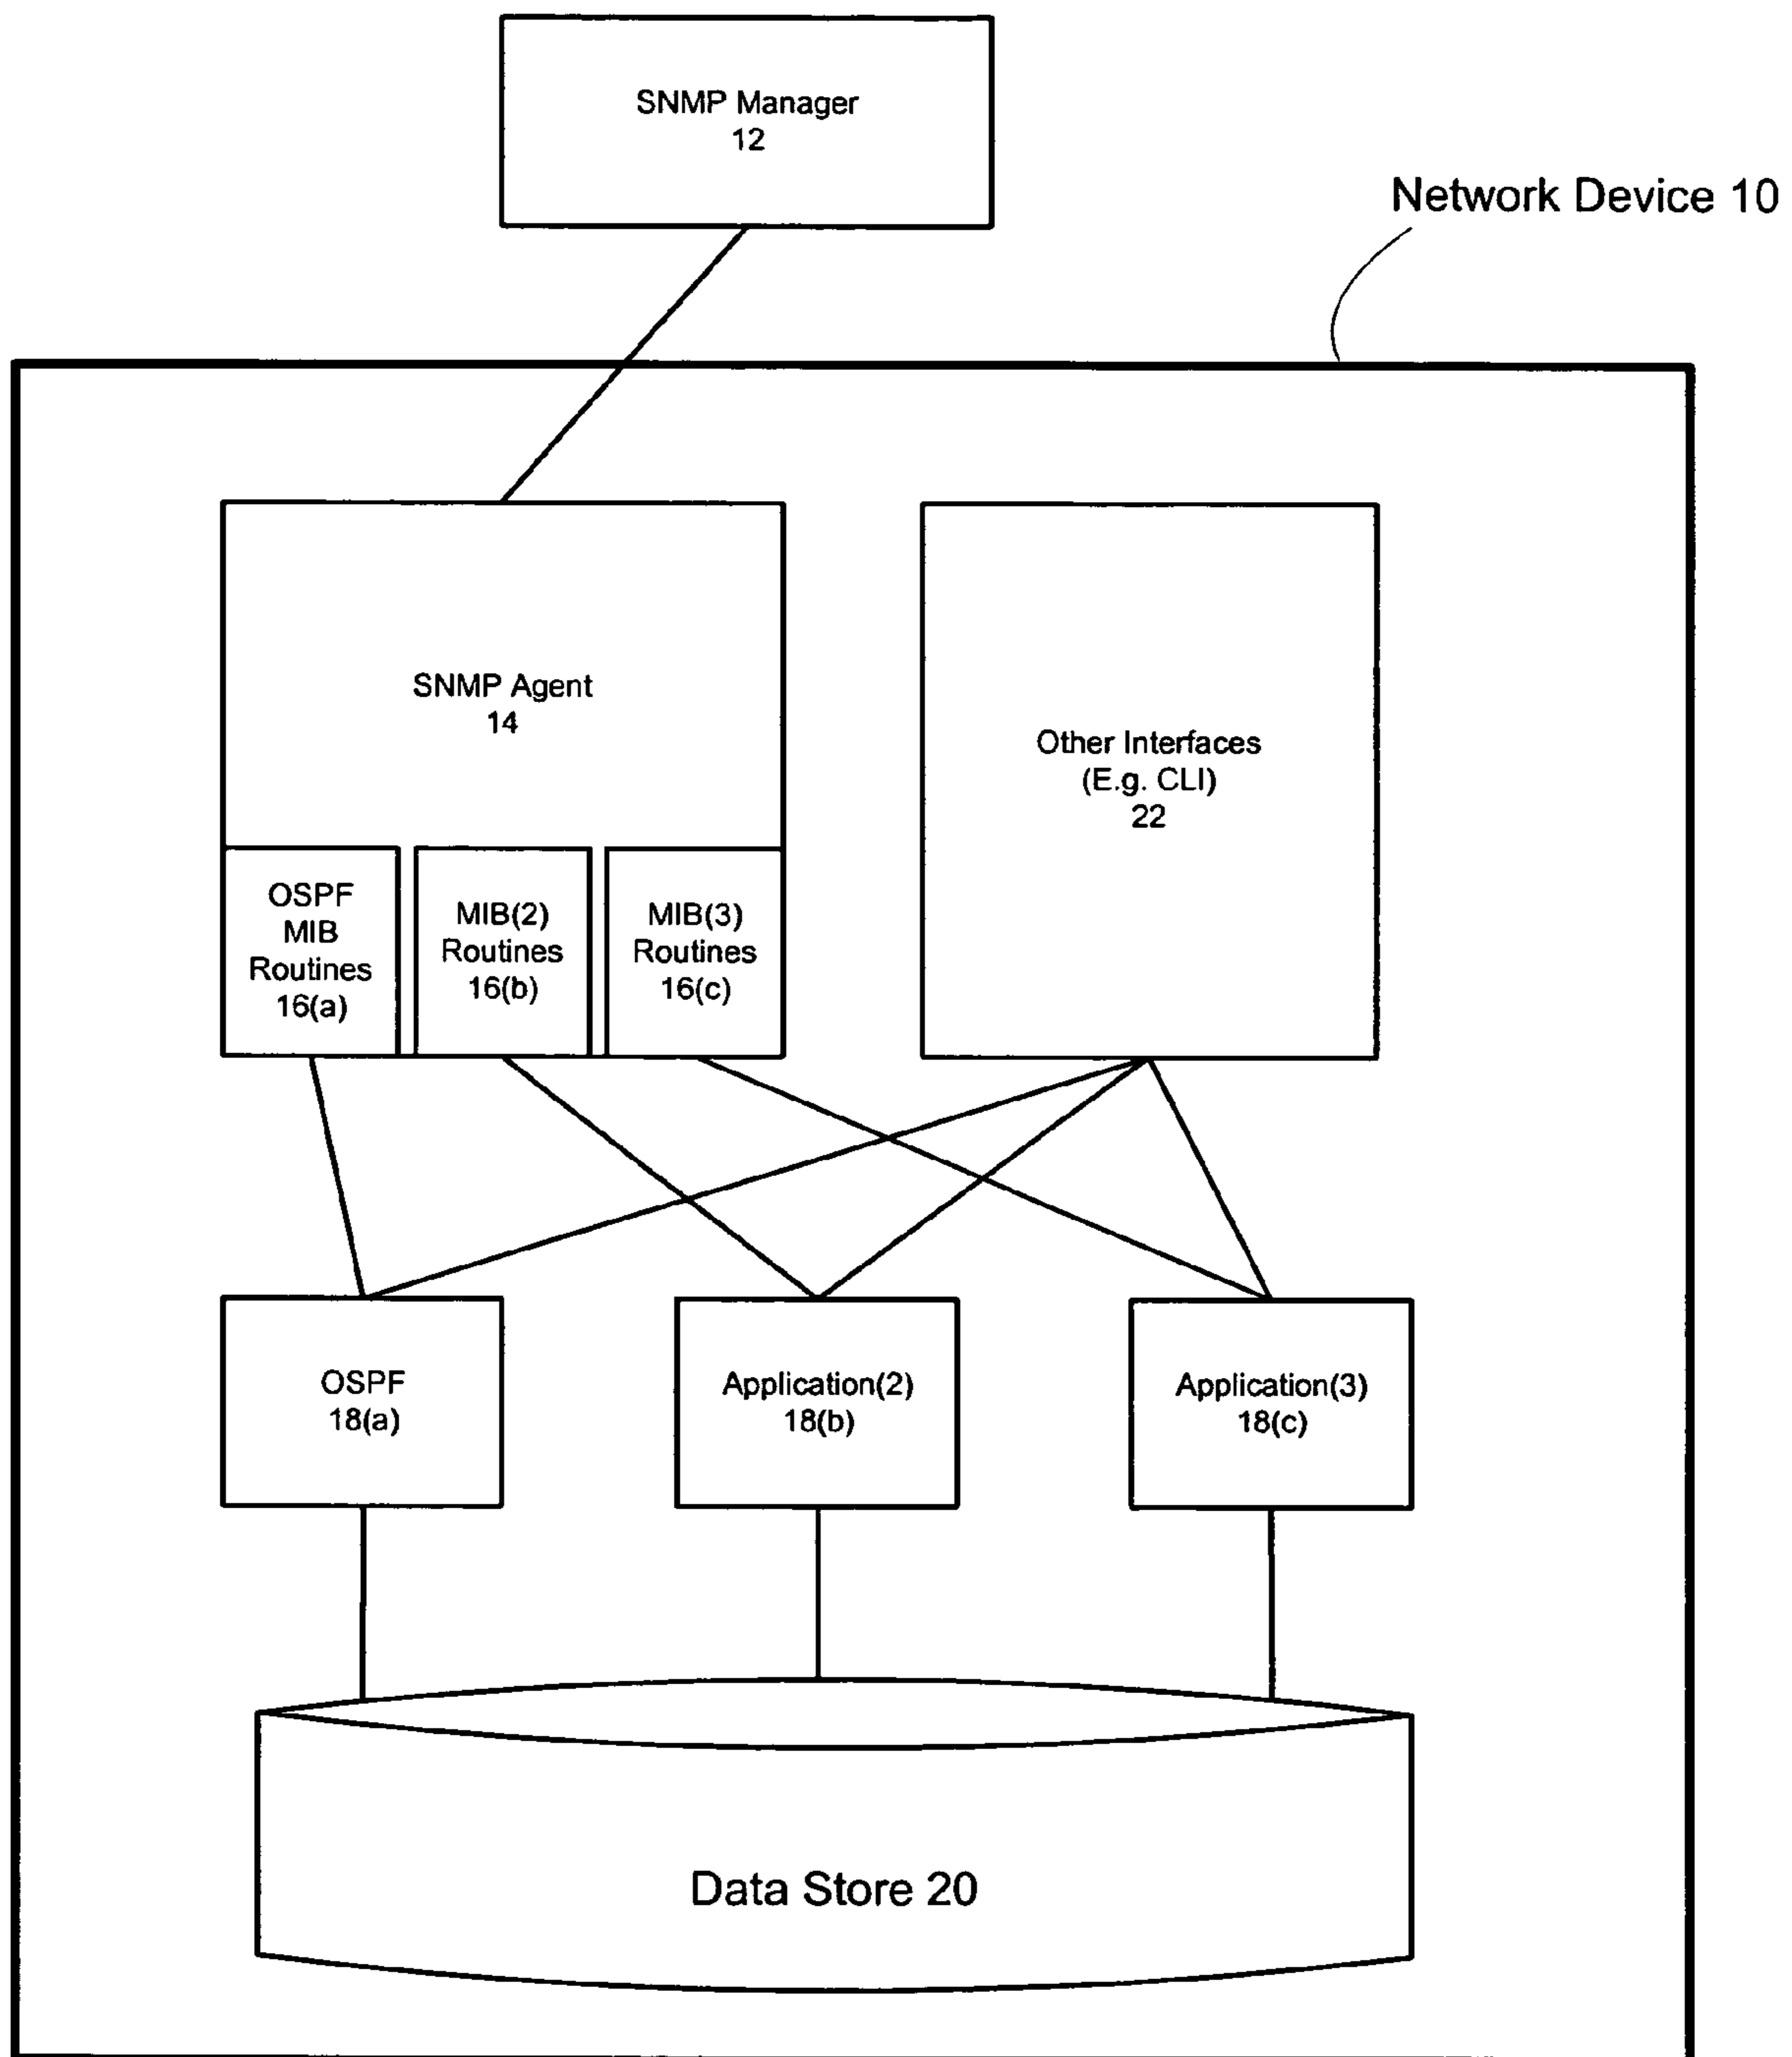 SNMP Manager
12
Network Device 10
SNMP Agent
14
Other Interfaces
(E.g. CLI)
22
OSPF
MIB
Routines
16(a)
MIB(2)
Routines
16(b)
MIB(3)
Routines
16(c)
OSPF
18(a)
Application(2)
18(b)
Application(3)
18(c)
Data Store 20